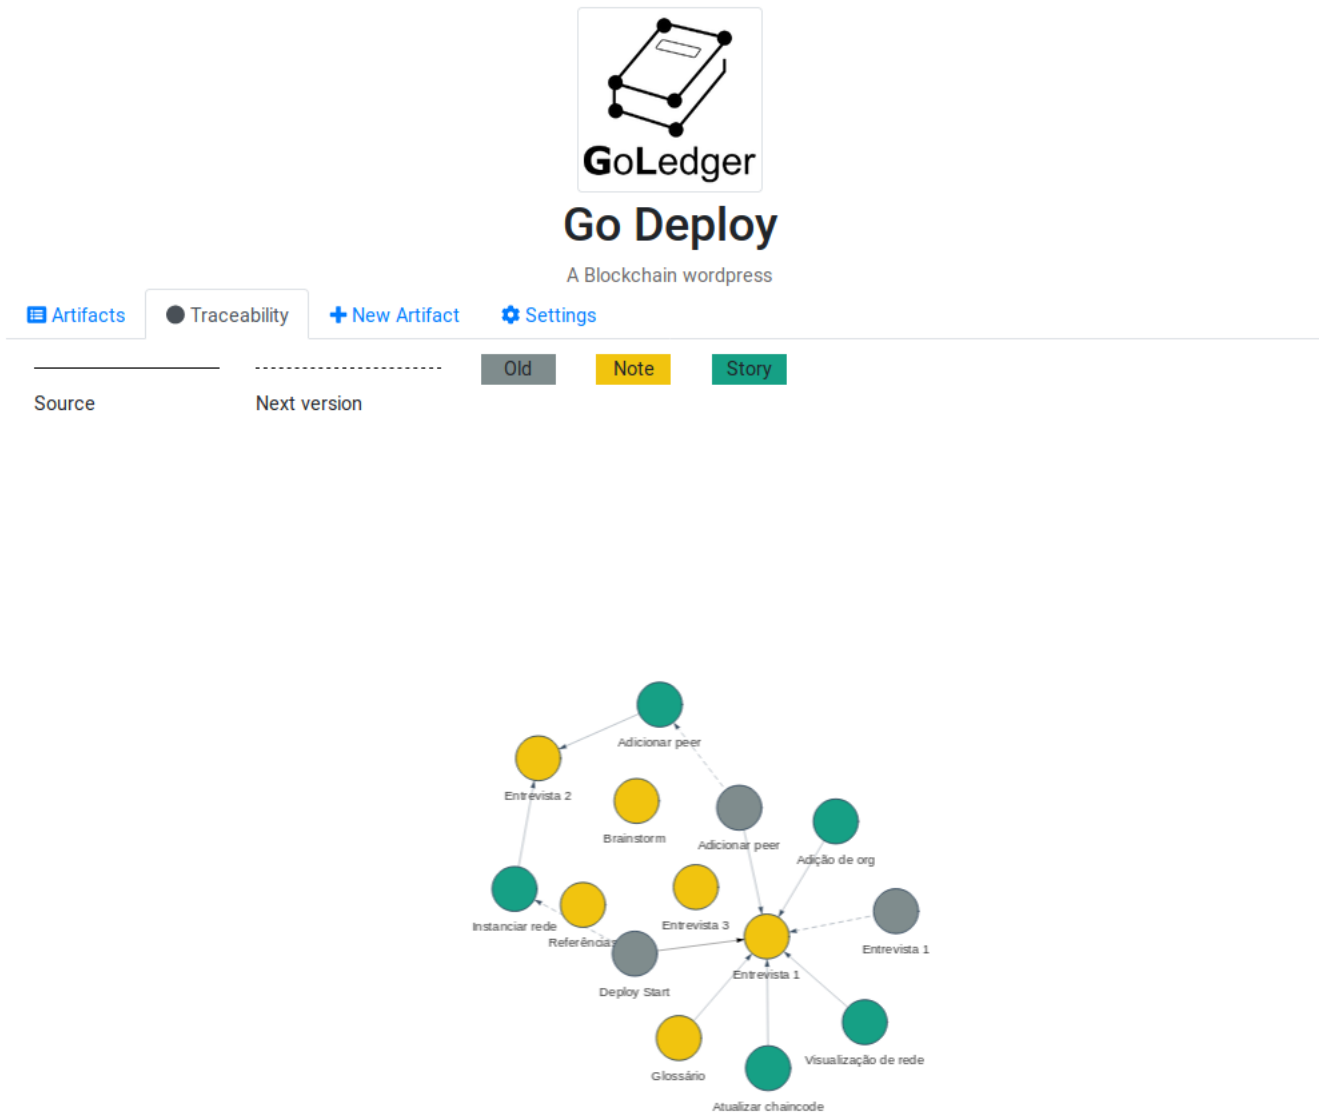 GoLedger
Go Deploy
A Blockchain wordpress
Artifacts
Traceability
New Artifact
Settings
Old
Note
Story
Source
Next version
Adicionar peer
Entrevista 2
Brainstorm
Adicionar peer
Adição de org
Instanciar rede
Referências
Entrevista 3
Entrevista 1
Entrevista 1
Deploy Start
Visualização de rede
Glossário
Atualizar chaincode